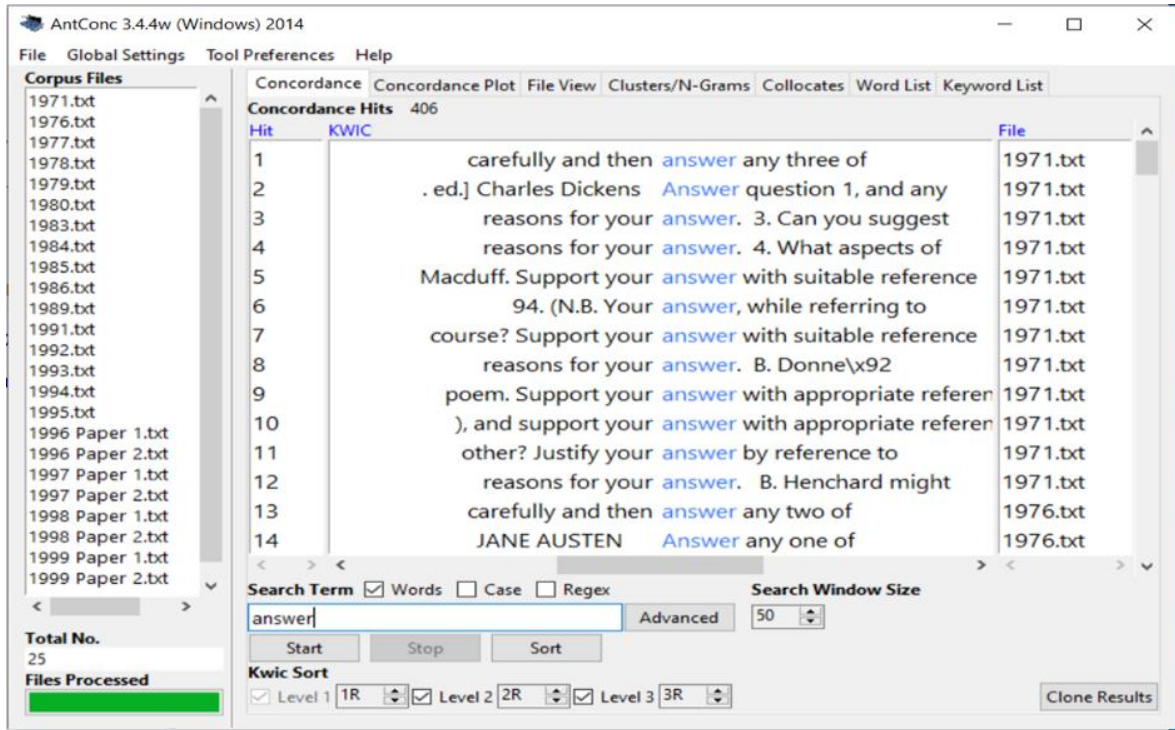 AntConc 3.4.4w (Windows) 2014
File Global Settings Tool Preferences Help
Corpus Files
1971.txt
1976.txt
1977.txt
1978.txt
1979.txt
1980.txt
1983.txt
1984.txt
1985.txt
1986.txt
1989.txt
1991.txt
1992.txt
1993.txt
1994.txt
1995.txt
1996 Paper 1.txt
1996 Paper 2.txt
1997 Paper 1.txt
1997 Paper 2.txt
1998 Paper 1.txt
1998 Paper 2.txt
1999 Paper 1.txt
1999 Paper 2.txt
Total No.
25
Files Processed
Concordance Concordance Plot File View Clusters/N-Grams Collocates Word List Keyword List
Concordance Hits 406
Hit KWIC File
1 carefully and then answer any three of 1971.txt
2 . ed.] Charles Dickens Answer question 1, and any 1971.txt
3 reasons for your answer. 3. Can you suggest 1971.txt
4 reasons for your answer. 4. What aspects of 1971.txt
5 Macduff. Support your answer with suitable reference 1971.txt
6 94. (N.B. Your answer, while referring to 1971.txt
7 course? Support your answer with suitable reference 1971.txt
8 reasons for your answer. B. Donne\x92 1971.txt
9 poem. Support your answer with appropriate referen 1971.txt
10 ), and support your answer with appropriate referen 1971.txt
11 other? Justify your answer by reference to 1971.txt
12 reasons for your answer. B. Henchard might 1971.txt
13 carefully and then answer any two of 1976.txt
14 JANE AUSTEN Answer any one of 1976.txt
Search Term Words Case Regex Search Window Size
answer Advanced 50
Start Stop Sort
Kwic Sort
Level 1 1R Level 2 2R Level 3 3R Clone Results